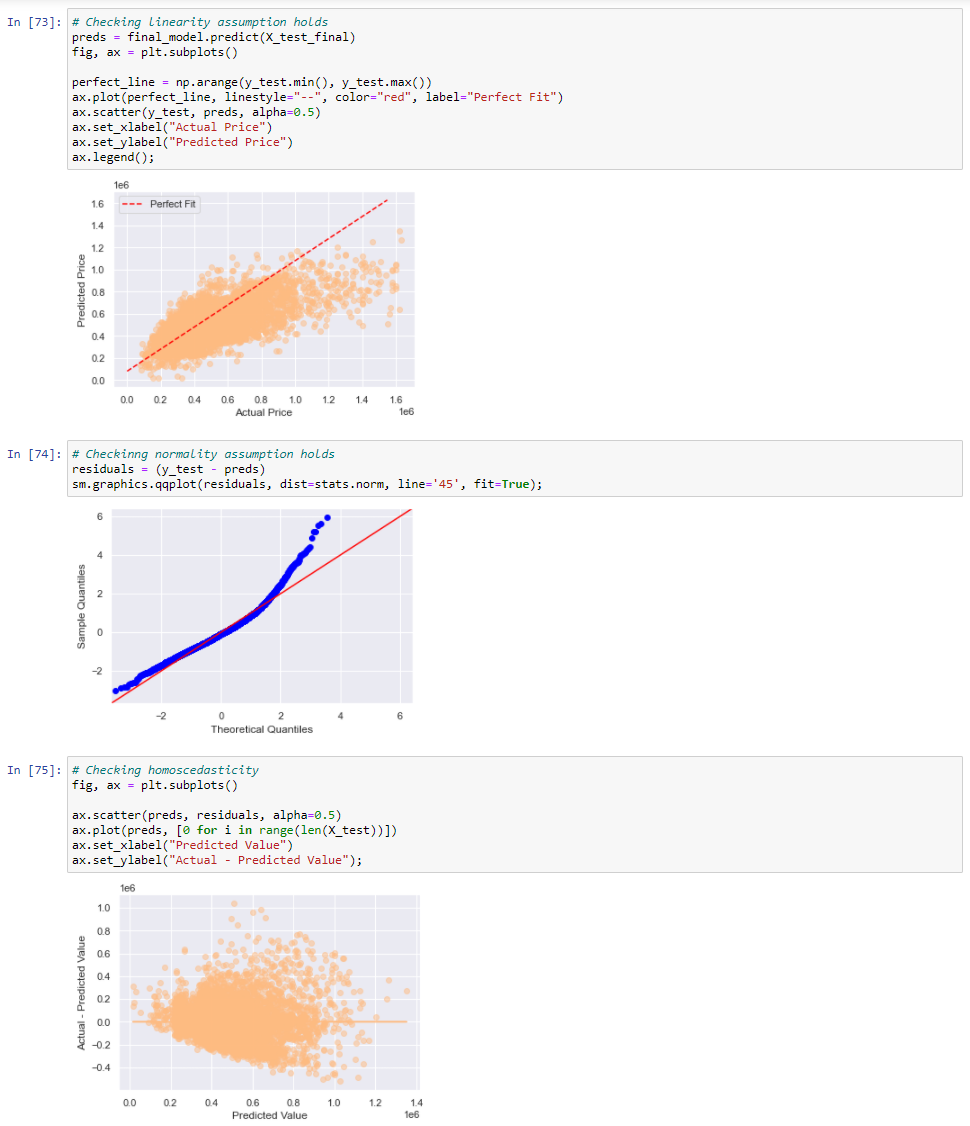 In [73]: # Checking linearity assumption holds
preds = final_model.predict(X_test_final)
fig, ax = plt.subplots()
perfect_line = np.arange(y_test.min(), y_test.max())
ax.plot(perfect_line, linestyle="--", color="red", label="Perfect Fit")
ax.scatter(y_test, preds, alpha=0.5)
ax.set_xlabel("Actual Price")
ax.set_ylabel("Predicted Price")
ax.legend();
1e6
Perfect Fit
1.6
1.4
1.2
1.0
0.8
0.6
0.4
0.2
0.0
Predicted Price
0.0 0.2 0.4 0.6 0.8 1.0 1.2 1.4 1.6
Actual Price
1e6
In [74]: # Checkinng normality assumption holds
residuals = (y_test - preds)
sm.graphics.qqplot(residuals, dist=stats.norm, line='45', fit=True);
6
4
2
0
−2
Sample Quantiles
−2 0 2 4 6
Theoretical Quantiles
In [75]: # Checking homoscedasticity
fig, ax = plt.subplots()
ax.scatter(preds, residuals, alpha=0.5)
ax.plot(preds, [0 for i in range(len(X_test))])
ax.set_xlabel("Predicted Value")
ax.set_ylabel("Actual - Predicted Value");
1e6
1.0
0.8
0.6
0.4
0.2
0.0
−0.2
−0.4
Actual - Predicted Value
0.0 0.2 0.4 0.6 0.8 1.0 1.2 1.4
Predicted Value
1e6